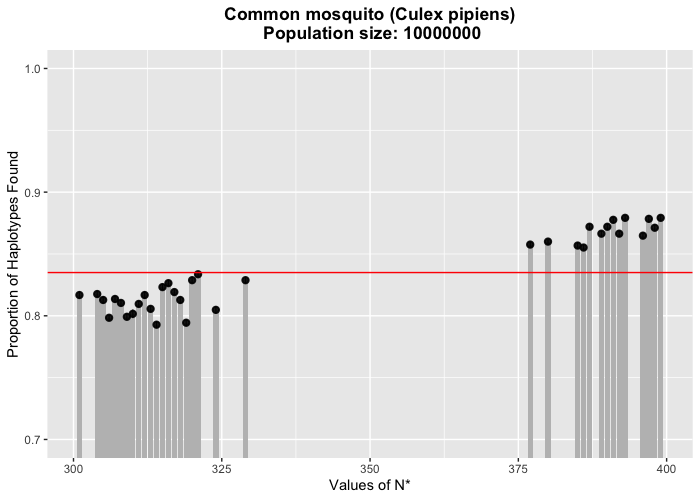 Common mosquito (Culex pipiens)
Population size: 10000000
Proportion of Haplotypes Found
1.0
0.9
0.8
0.7
300
325
350
375
400
Values of N*